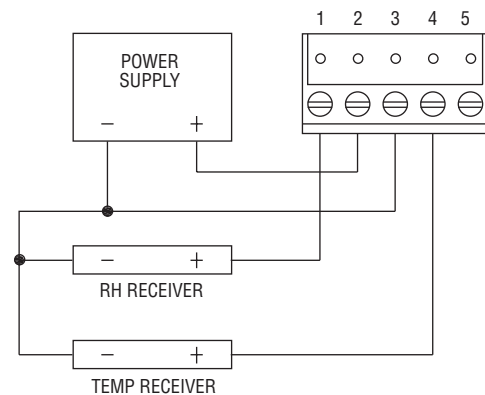 1 2 3 4 5
POWER
SUPPLY
− +
− +
RH RECEIVER
− +
TEMP RECEIVER